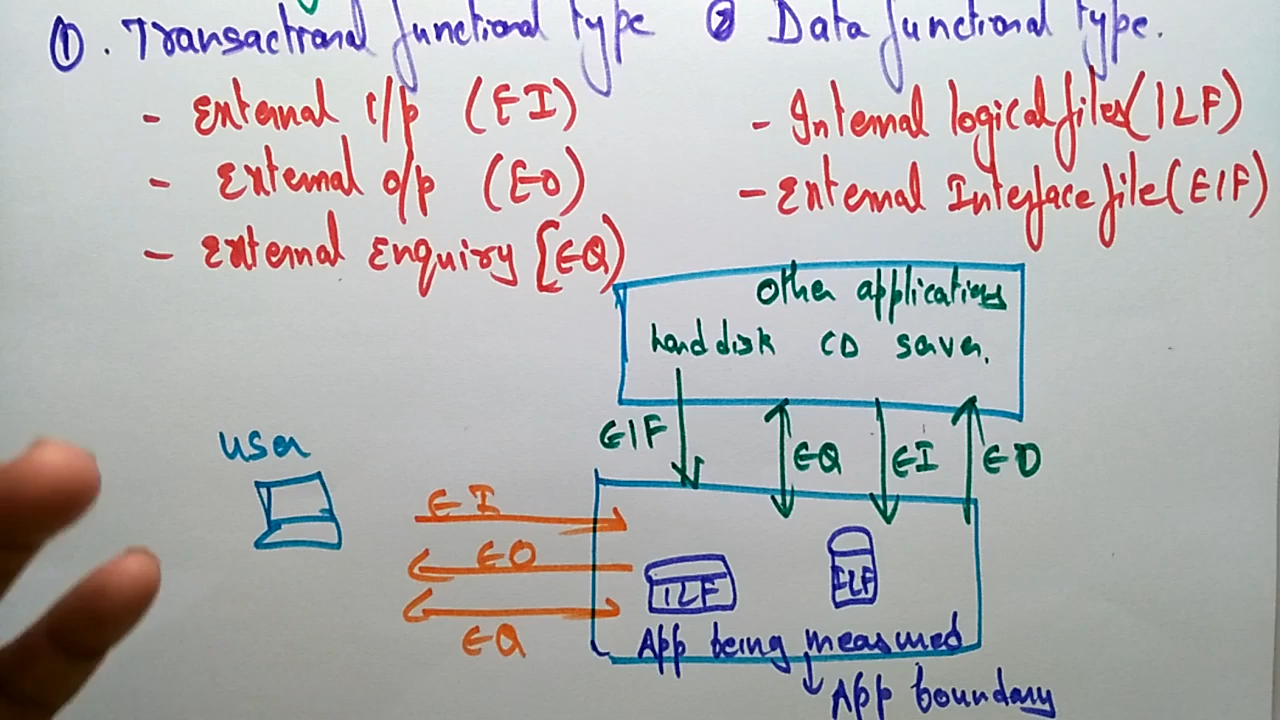 ① . Transactional functional type
- External i/p (EI)
- External o/p (EO)
- External Enquiry [EQ)
② Data functional type.
- Internal logical files (ILF)
- External Interface file (EIF)
Other applications
hard disk CD server.
EIF
EQ
EI
EO
user
EI
EO
EQ
ILF
ILF
App being measured
App boundary